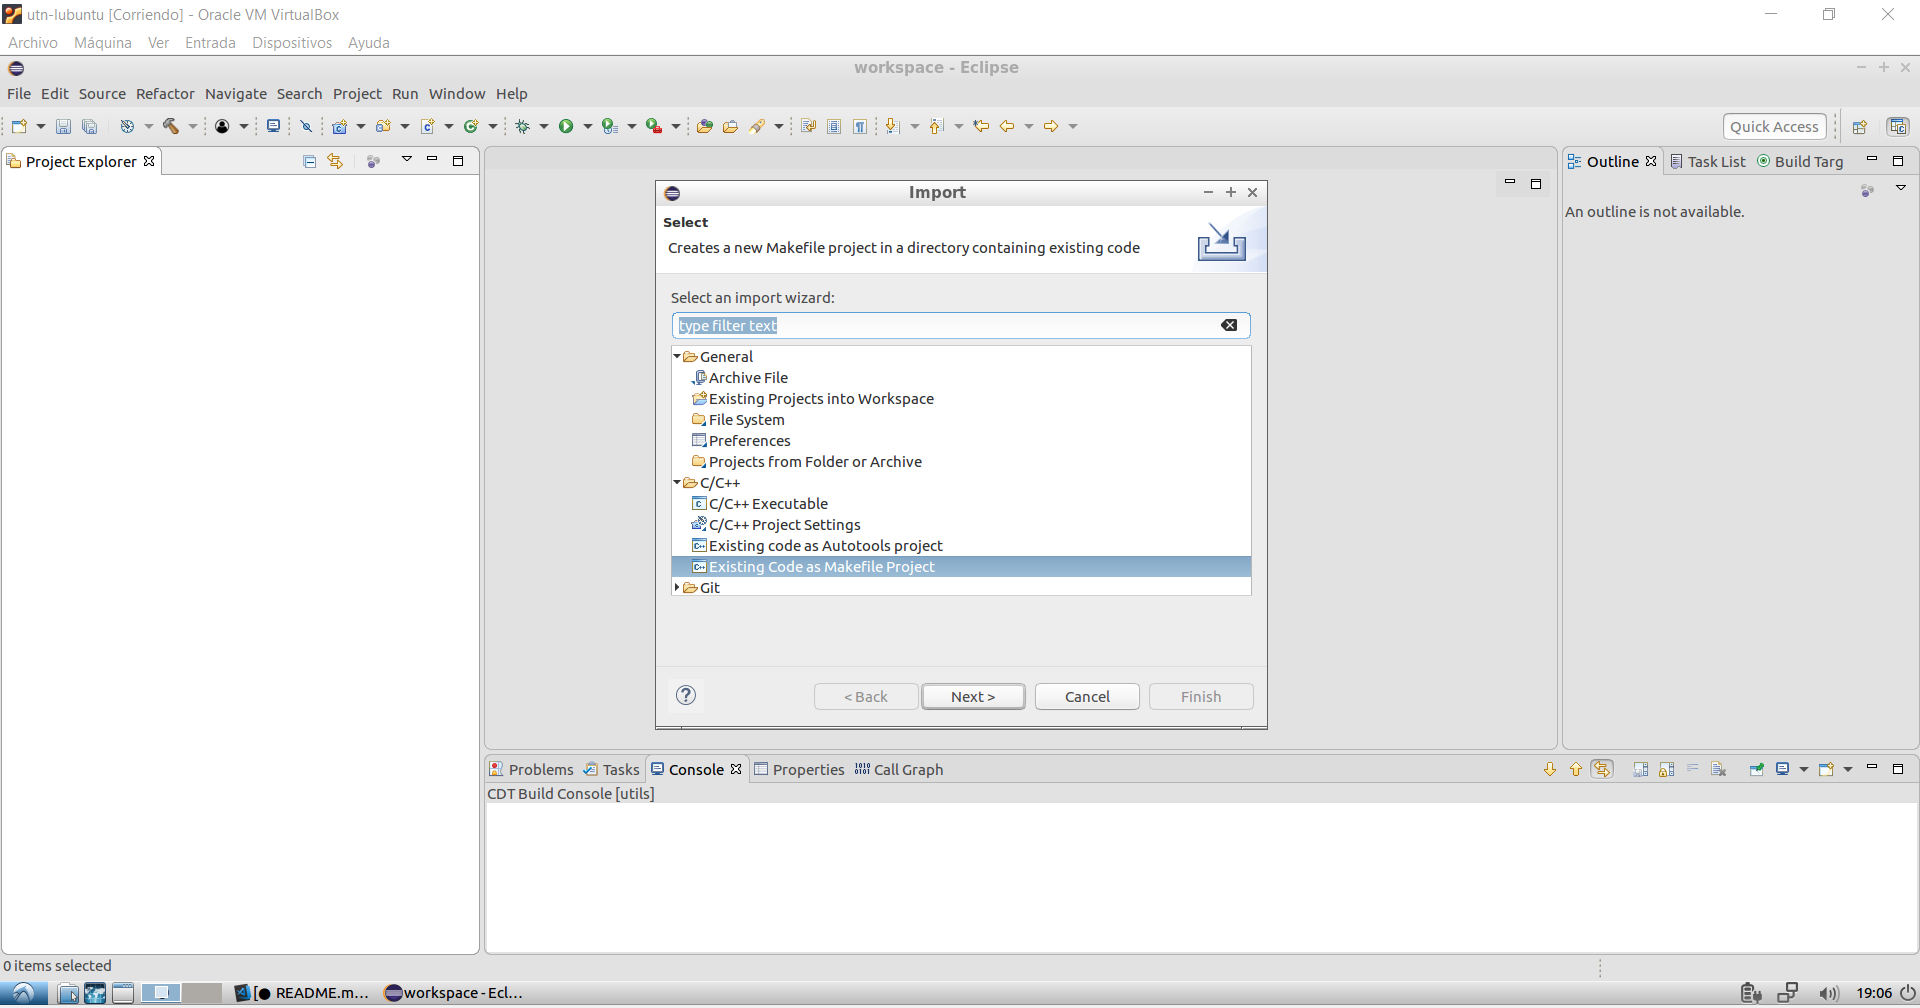 utn-lubuntu [Corriendo] - Oracle VM VirtualBox
Archivo Máquina Ver Entrada Dispositivos Ayuda
workspace - Eclipse
File Edit Source Refactor Navigate Search Project Run Window Help
Quick Access
Project Explorer
Outline Task List Build Targ
An outline is not available.
Import
Select
Creates a new Makefile project in a directory containing existing code
Select an import wizard:
type filter text
General
Archive File
Existing Projects into Workspace
File System
Preferences
Projects from Folder or Archive
C/C++
C/C++ Executable
C/C++ Project Settings
Existing code as Autotools project
Existing Code as Makefile Project
Git
< Back Next > Cancel Finish
Problems Tasks Console Properties Call Graph
CDT Build Console [utils]
0 items selected
[● README.m... workspace - Ecl... 19:06